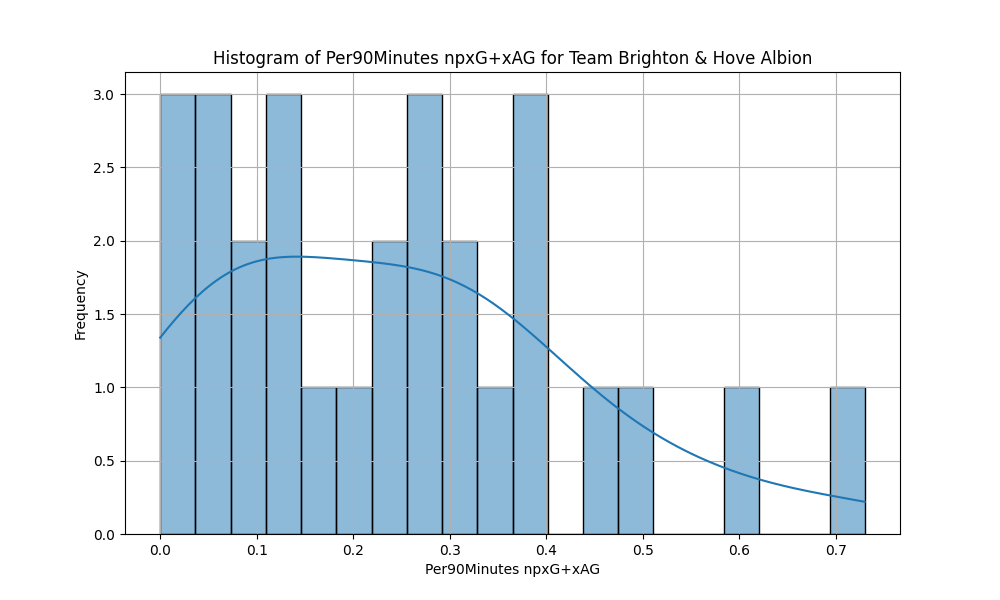 Histogram of Per90Minutes npxG+xAG for Team Brighton & Hove Albion
3.0
2.5
2.0
1.5
1.0
0.5
0.0
Frequency
0.0 0.1 0.2 0.3 0.4 0.5 0.6 0.7
Per90Minutes npxG+xAG